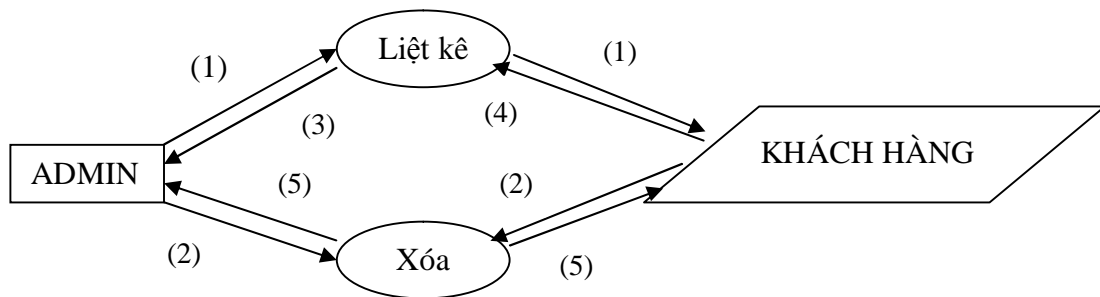 Liệt kê
(1)
(1)
(3)
(4)
KHÁCH HÀNG
ADMIN
(5)
(2)
(2)
Xóa
(5)